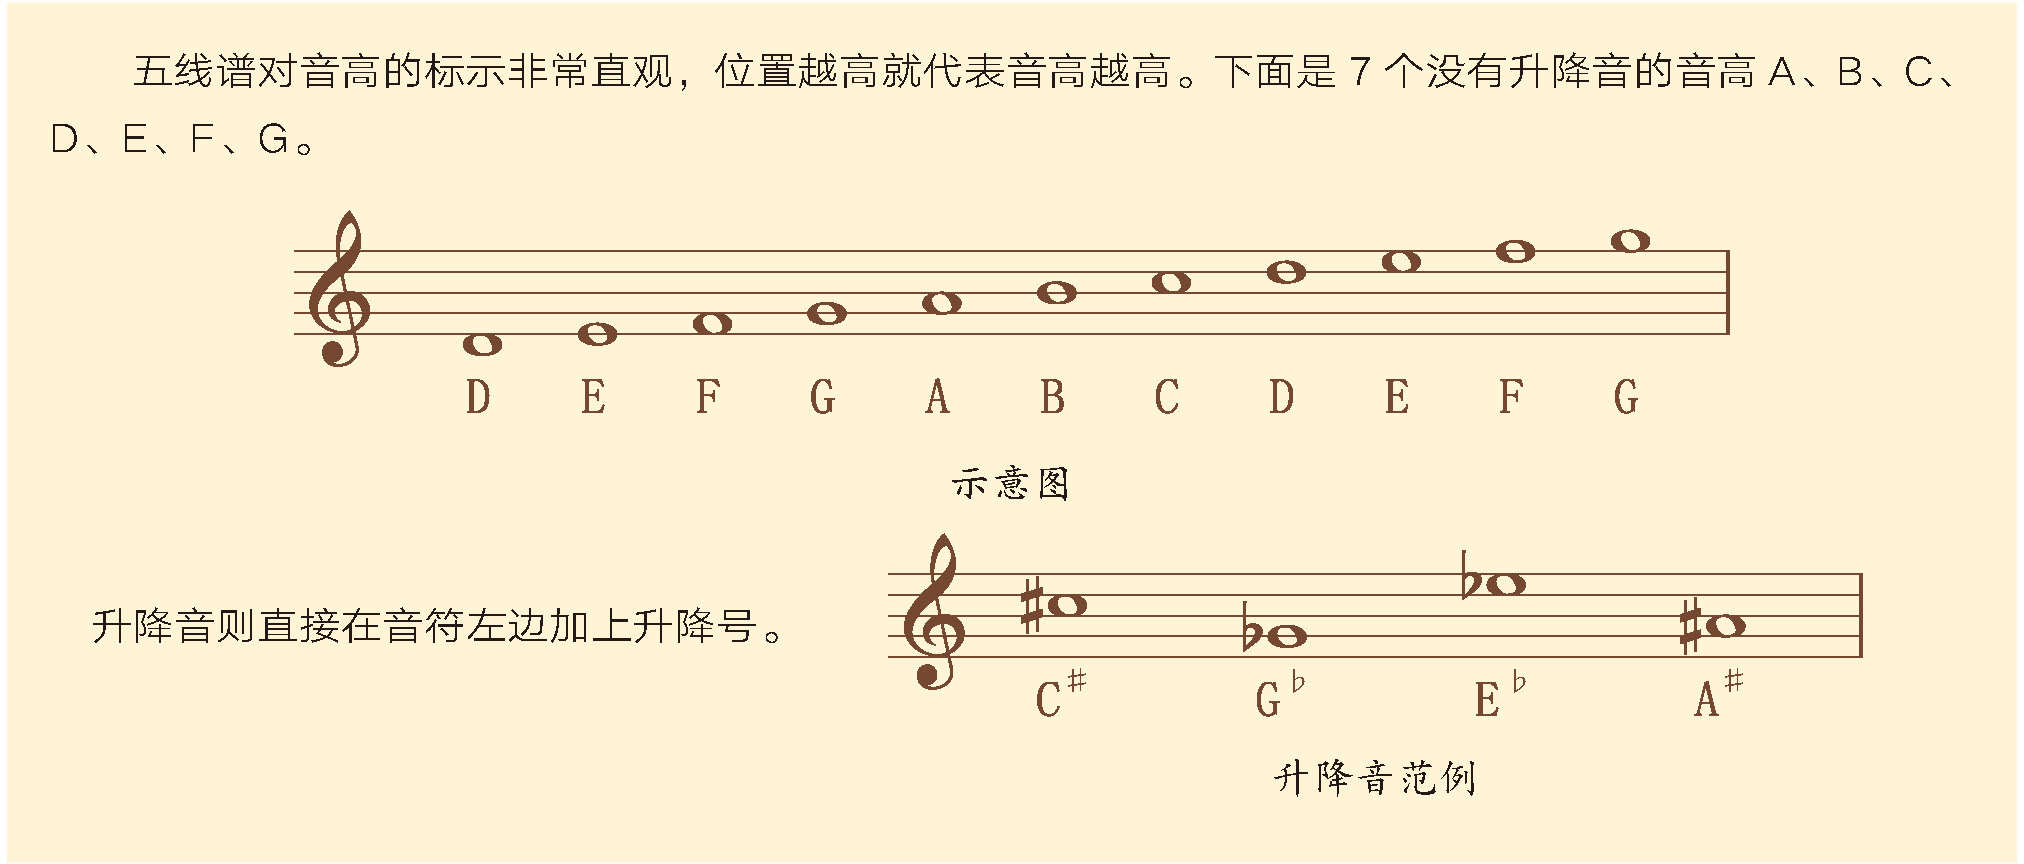 五线谱对音高的标示非常直观，位置越高就代表音高越高。下面是 7 个没有升降音的音高 A、B、C、
D、E、F、G。
D E F G A B C D E F G
示意图
升降音则直接在音符左边加上升降号。
C♯ G♭ E♭ A♯
升降音范例